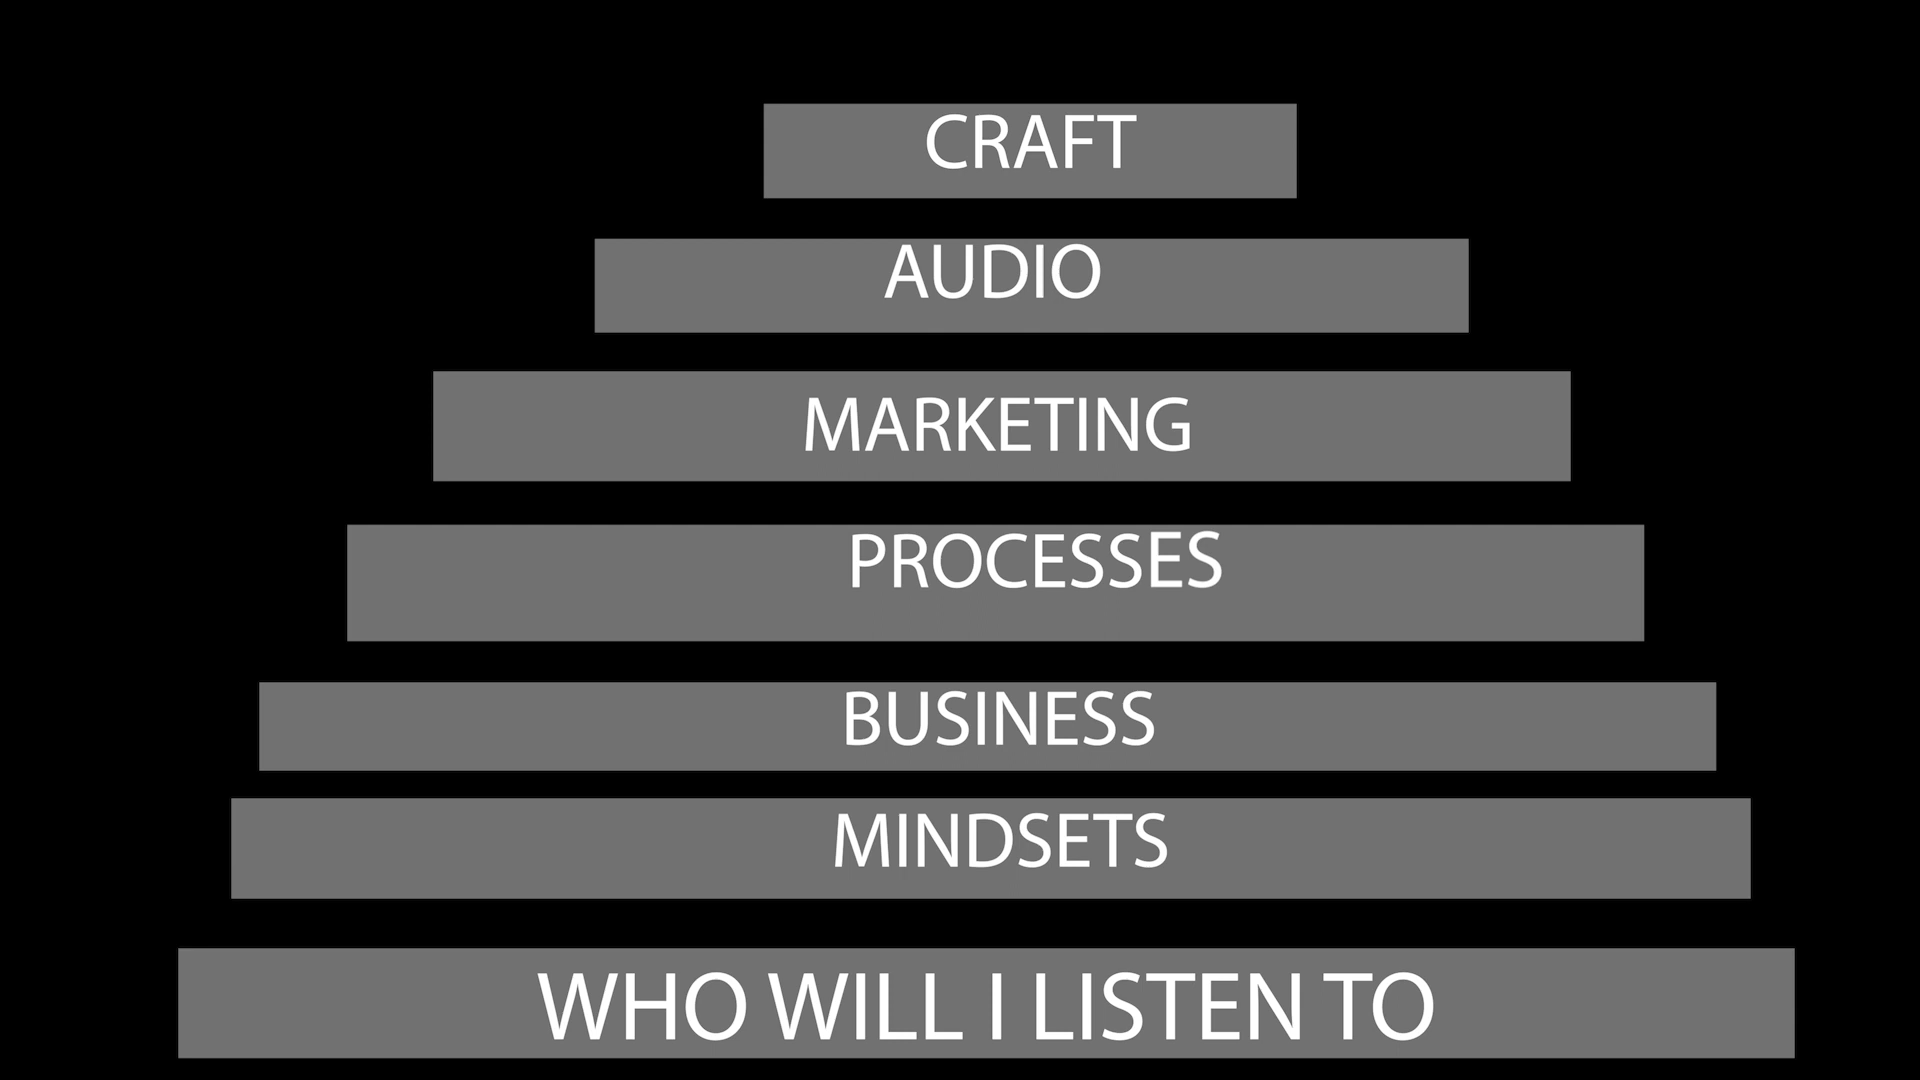 CRAFT
AUDIO
MARKETING
PROCESSES
BUSINESS
MINDSETS
WHO WILL I LISTEN TO